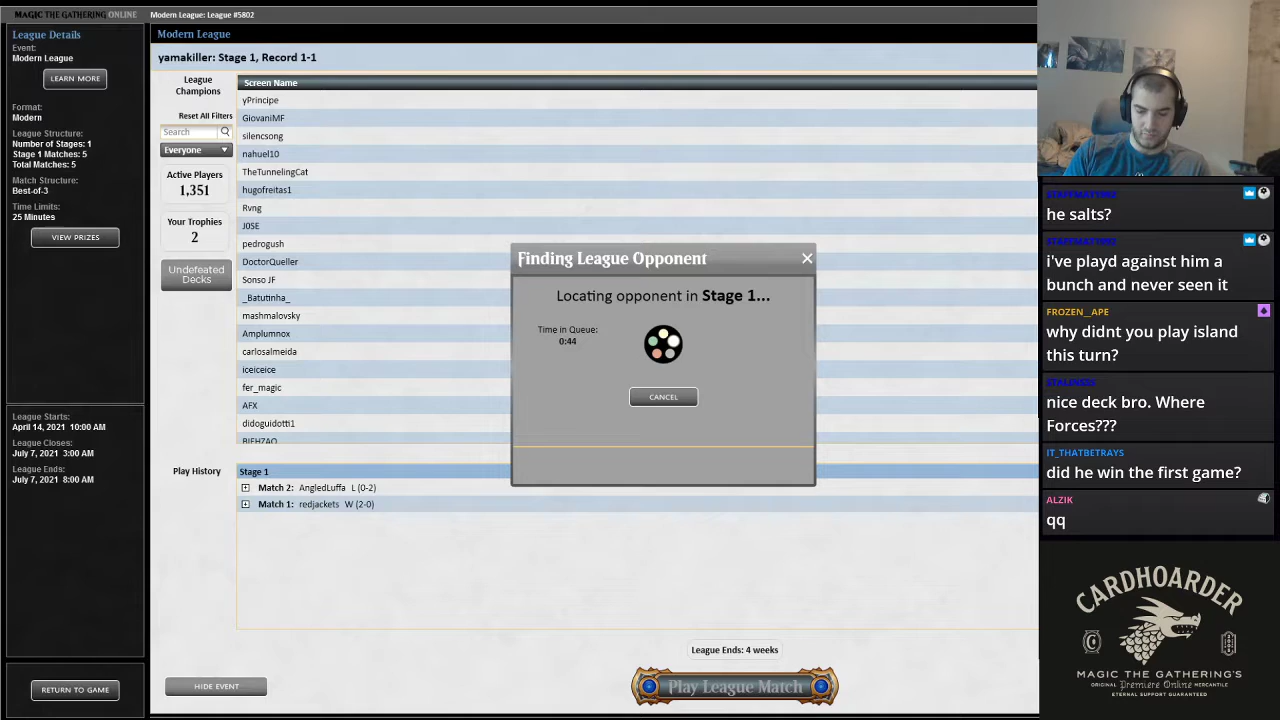 MAGIC THE GATHERING ONLINE
Modern League: League #5802
League Details
Event:
Modern League
LEARN MORE
Format:
Modern
League Structure:
Number of Stages: 1
Stage 1 Matches: 5
Total Matches: 5
Match Structure:
Best-of-3
Time Limits:
25 Minutes
VIEW PRIZES
League Starts:
April 14, 2021 10:00 AM
League Closes:
July 7, 2021 3:00 AM
League Ends:
July 7, 2021 8:00 AM
RETURN TO GAME
Modern League
yamakiller: Stage 1, Record 1-1
League
Champions
Reset All Filters
Search
Everyone
Active Players
1,351
Your Trophies
2
Undefeated
Decks
Screen Name
yPrincipe
GiovaniMF
silencsong
nahuel10
TheTunnelingCat
hugofreitas1
Rvng
J0SE
pedrogush
DoctorQueller
Sonso JF
_Batutinha_
mashmalovsky
Amplumnox
carlosalmeida
iceiceice
fer_magic
AFX
didoguidotti1
Play History
Stage 1
Match 2: AngledLuffa L (0-2)
Match 1: redjackets W (2-0)
Finding League Opponent
Locating opponent in Stage 1...
Time in Queue:
0:44
CANCEL
League Ends: 4 weeks
HIDE EVENT
Play League Match
he salts?
i've playd against him a
bunch and never seen it
FROZEN__APE
why didnt you play island
this turn?
nice deck bro. Where
Forces???
IT_THATBETRAYS
did he win the first game?
ALZIK
qq
CARDHOARDER
MAGIC THE GATHERING'S
ORIGINAL Premiere Online MERCANTILE
ETERNAL SUPPORT GUARANTEED